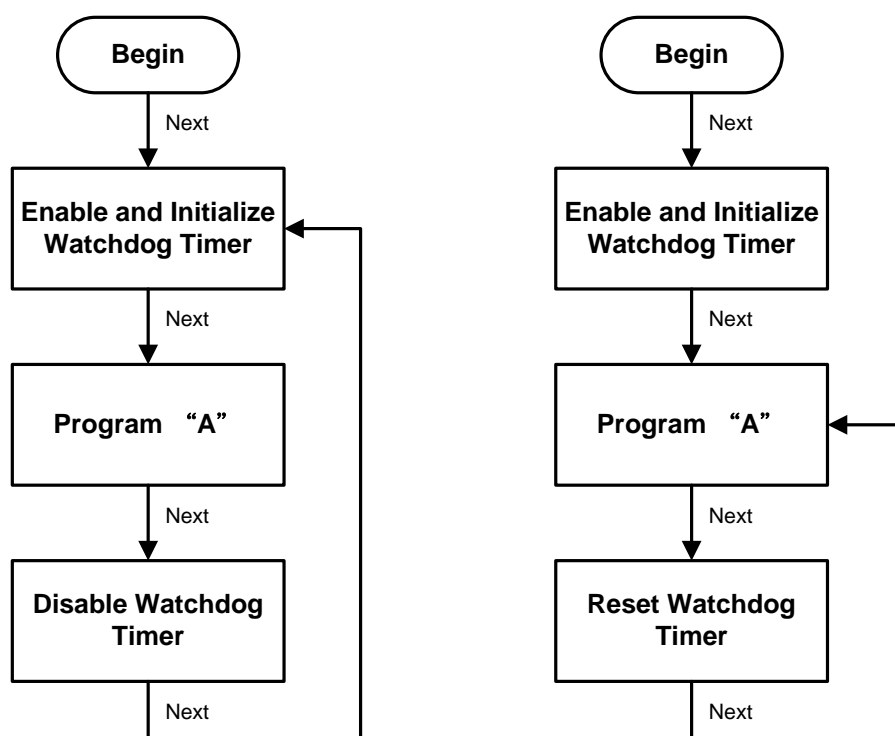 Begin
Next
Enable and Initialize
Watchdog Timer
Next
Program “A”
Next
Disable Watchdog
Timer
Next
Begin
Next
Enable and Initialize
Watchdog Timer
Next
Program “A”
Next
Reset Watchdog
Timer
Next